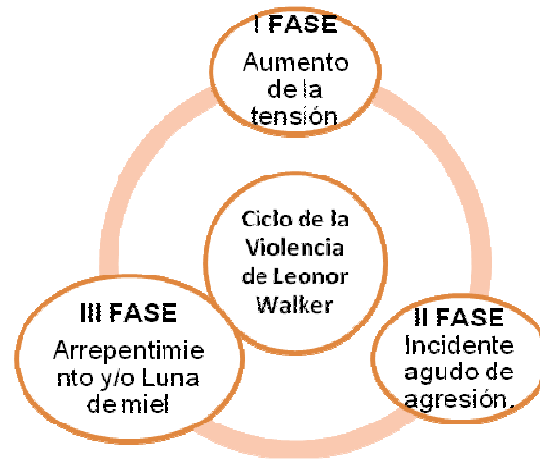 I FASE
Aumento
de la
tensión
Ciclo de la
Violencia
de Leonor
Walker
II FASE
Incidente
agudo de
agresión.
III FASE
Arrepentimie
nto y/o Luna
de miel